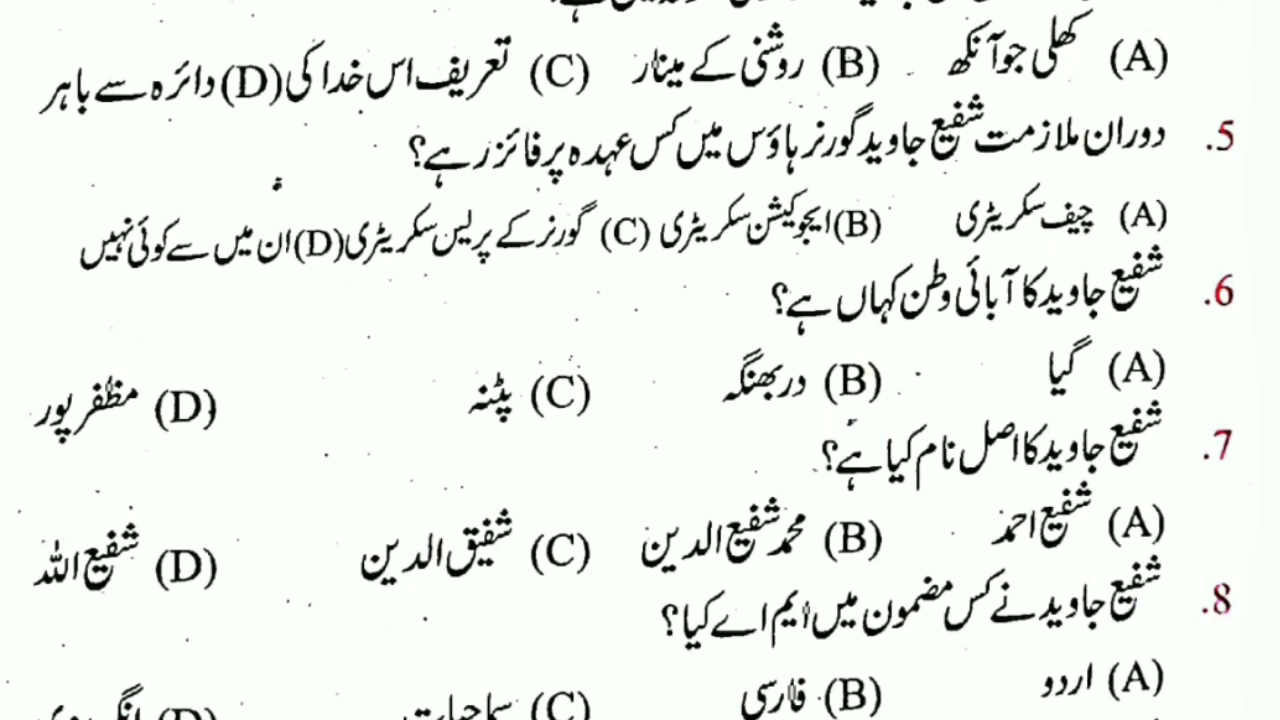 (A) کھلی جو آنکھ (B) روشنی کے مینار (C) تعریف اس خدا کی (D) دائرہ سے باہر
5. دوران ملازمت شفیع جاوید گورنر ہاؤس میں کس عہدہ پر فائز رہے؟
(A) چیف سکریٹری (B) ایجوکیشن سکریٹری (C) گورنر کے پریس سکریٹری (D) ان میں سے کوئی نہیں
6. شفیع جاوید کا آبائی وطن کہاں ہے؟
(A) گیا (B) دربھنگہ (C) پٹنہ (D) مظفر پور
7. شفیع جاوید کا اصل نام کیا ہے؟
(A) شفیع احمد (B) محمد شفیع الدین (C) شفیق الدین (D) شفیع اللہ
8. شفیع جاوید نے کس مضمون میں ایم اے کیا؟
(A) اردو (B) فارسی (C) سماجیات (D)